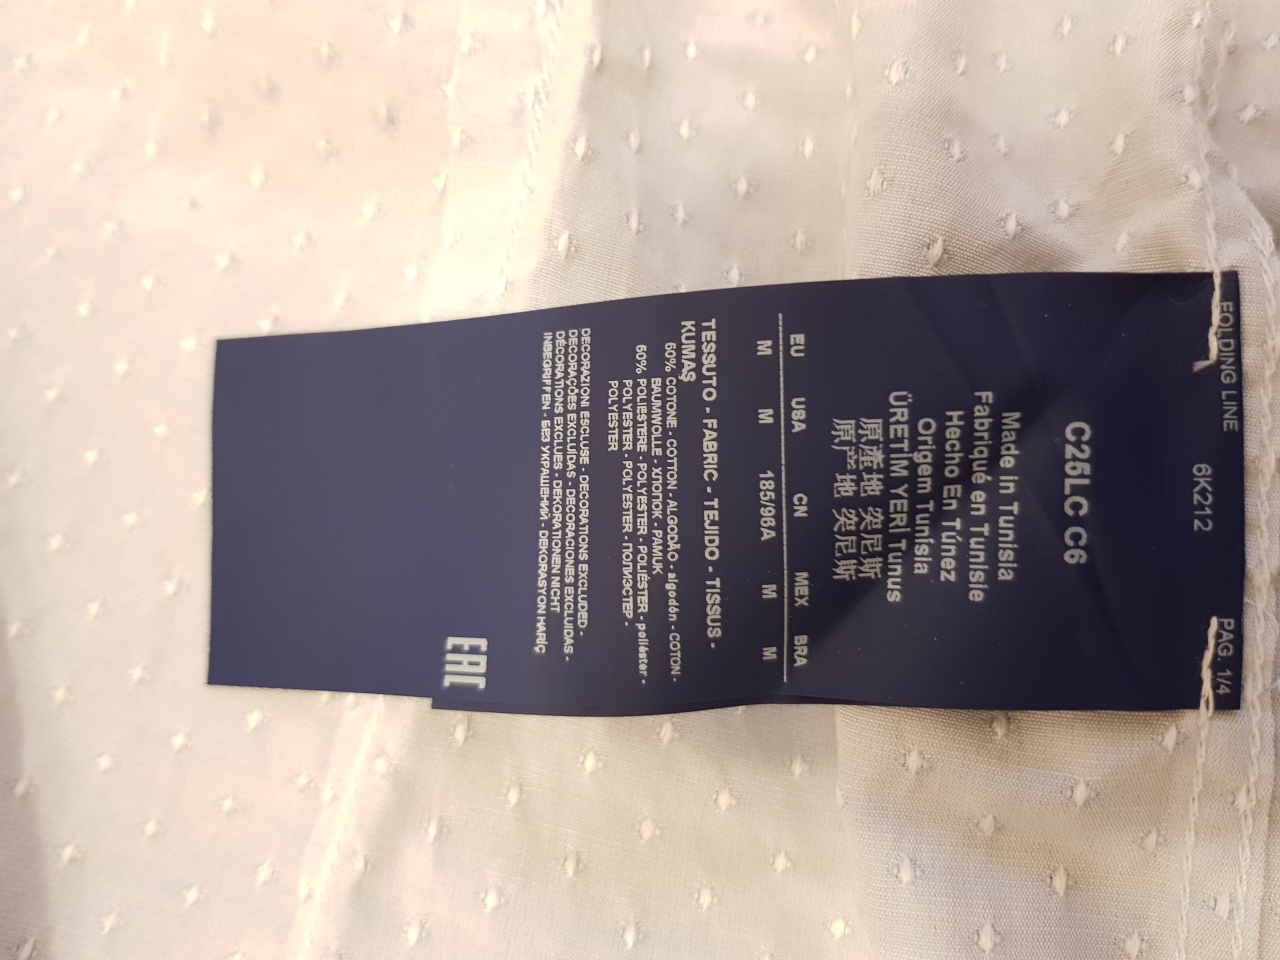 FOLDING LINE PAG. 1/4
6K212
C25LC C6
Made in Tunisia
Fabriqué en Tunisie
Hecho En Túnez
Origem Tunísia
ÜRETİM YERİ Tunus
原產地 突尼斯
原产地 突尼斯
EU USA CN MEX BRA
M M 185/96A M M
TESSUTO - FABRIC - TEJIDO - TISSUS -
KUMAŞ
COTONE - COTTON - ALGODÃO - algodón - COTON -
BAUMWOLLE - ХЛОПОК - PAMUK
POLIESTERE - POLYESTER - POLIÉSTER - poliéster -
POLYESTER - POLYESTER - ПОЛИЭСТЕР -
POLYESTER
DECORAZIONI ESCLUSE - DECORATIONS EXCLUDED -
DECORAÇÕES EXCLUÍDAS - DECORACIONES EXCLUIDAS -
DÉCORATIONS EXCLUES - DEKORATIONEN NICHT
INBEGRIFFEN - БЕЗ УКРАШЕНИЙ - DEKORASYON HARİÇ
EAC